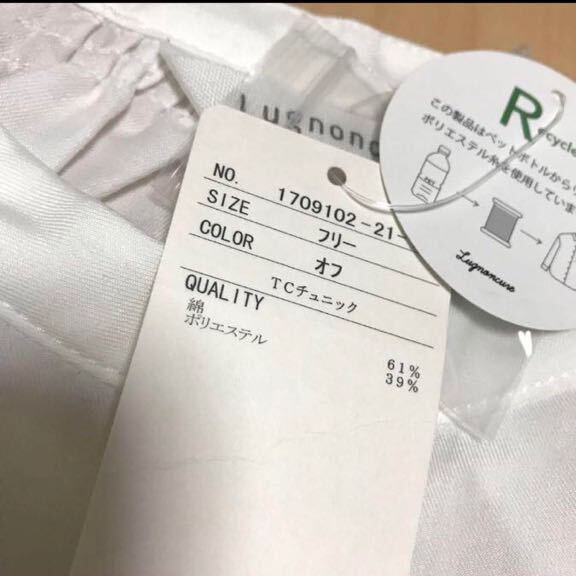 Lugnonc
NO. 1709102-21-
SIZE フリー
COLOR オフ
TCチュニック
QUALITY
綿 61%
ポリエステル 39%
Recycle
この製品はペットボトルから
ポリエステル糸を使用していま
Lugnoncure